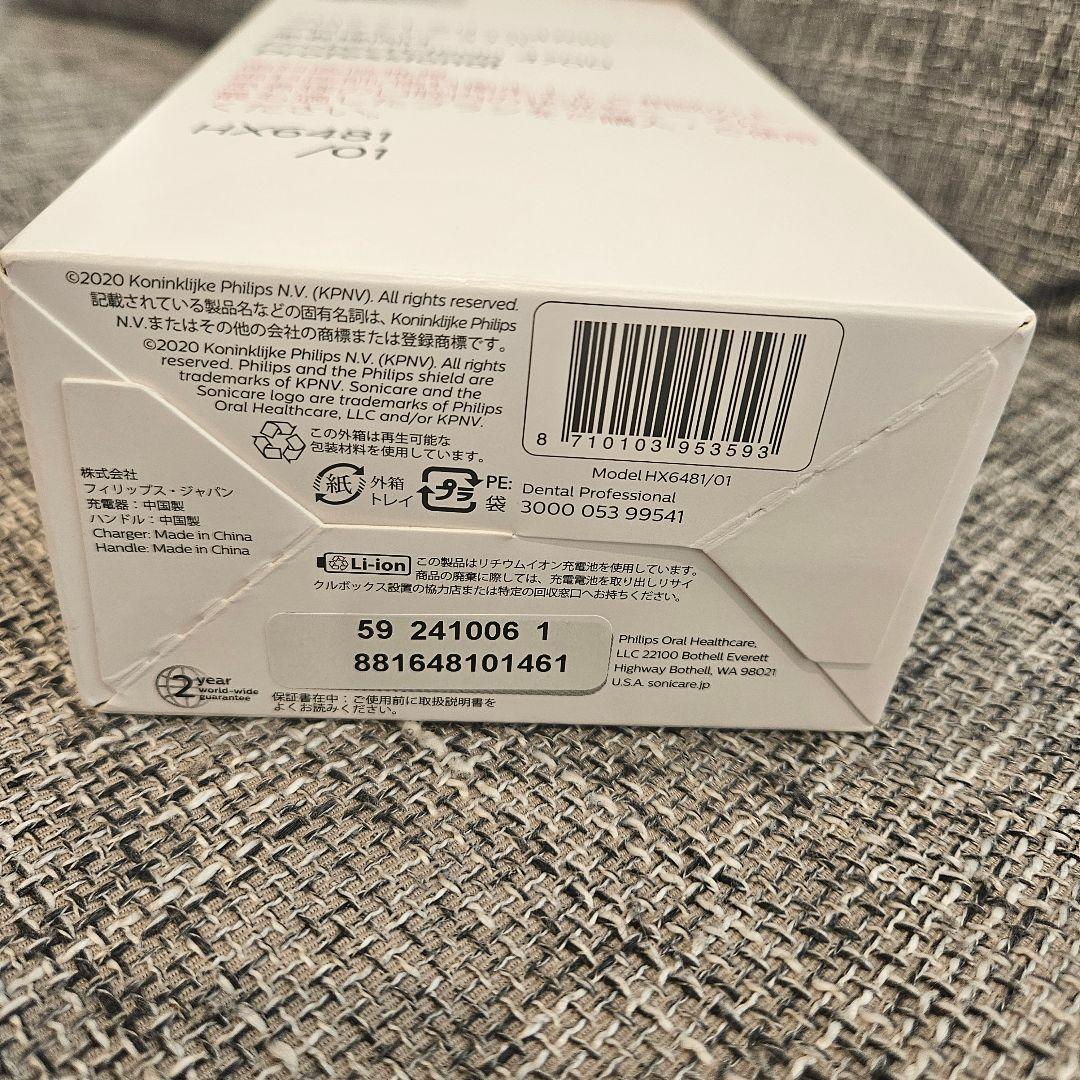 HX6481
/01
©2020 Koninklijke Philips N.V. (KPNV). All rights reserved.
記載されている製品名などの固有名詞は、Koninklijke Philips
N.V.またはその他の会社の商標または登録商標です。
©2020 Koninklijke Philips N.V. (KPNV). All rights
reserved. Philips and the Philips shield are
trademarks of KPNV. Sonicare and the
Sonicare logo are trademarks of Philips
Oral Healthcare, LLC and/or KPNV.
この外箱は再生可能な
包装材料を使用しています。
紙 外箱
トレイ
プラ PE:
袋
8 710103 953593
Model HX6481/01
Dental Professional
3000 053 99541
株式会社
フィリップス・ジャパン
充電器:中国製
ハンドル:中国製
Charger: Made in China
Handle: Made in China
Li-ion この製品はリチウムイオン充電池を使用しています。
商品の廃棄に際しては、充電電池を取り出しリサイ
クルボックス設置の協力店または特定の回収窓口へお持ちください。
59 241006 1
881648101461
Philips Oral Healthcare,
LLC 22100 Bothell Everett
Highway Bothell, WA 98021
U.S.A. sonicare.jp
2 year
world-wide
guarantee
保証書在中:ご使用前に取扱説明書を
よくお読みください。